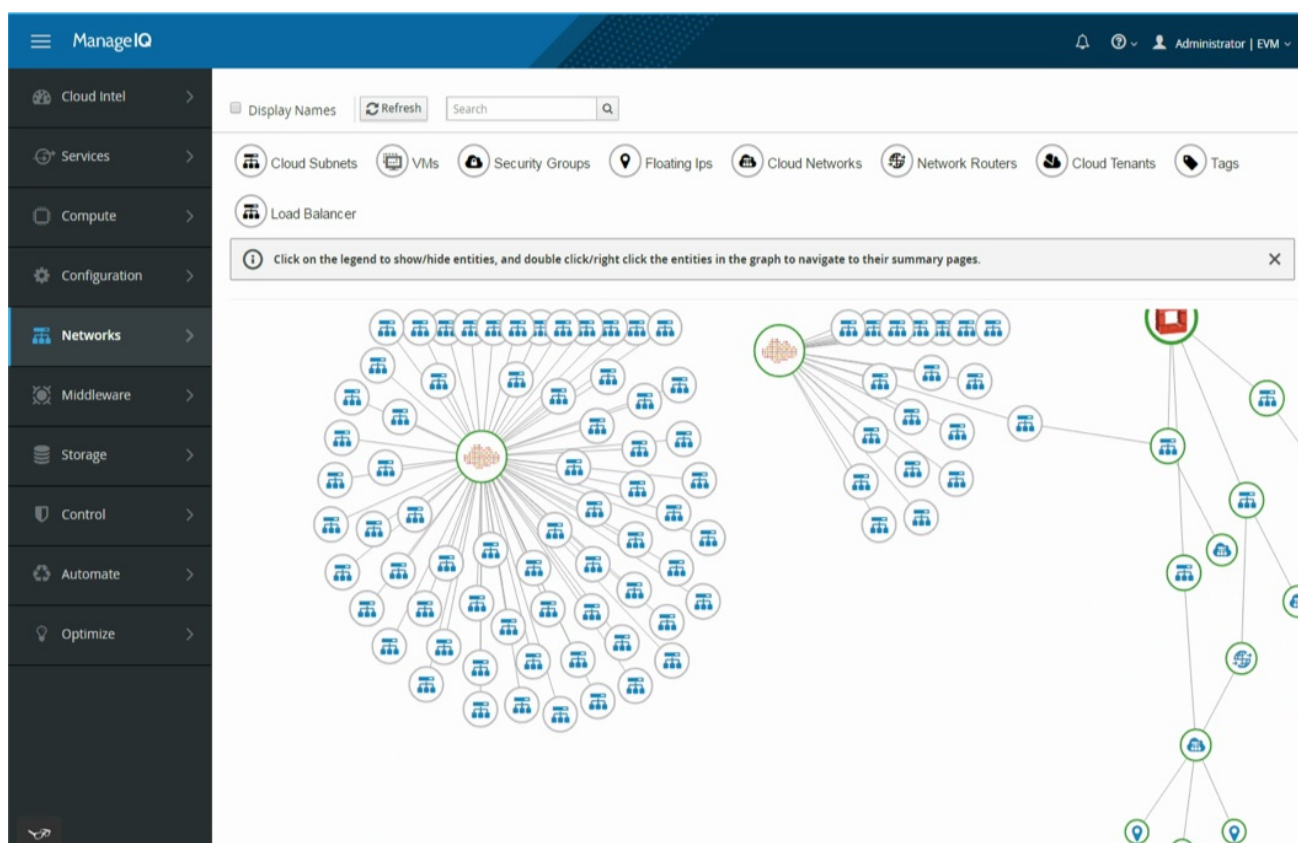 ManageIQ
Administrator | EVM
Cloud Intel
Services
Compute
Configuration
Networks
Middleware
Storage
Control
Automate
Optimize
Display Names
Refresh
Search
Cloud Subnets
VMs
Security Groups
Floating Ips
Cloud Networks
Network Routers
Cloud Tenants
Tags
Load Balancer
Click on the legend to show/hide entities, and double click/right click the entities in the graph to navigate to their summary pages.